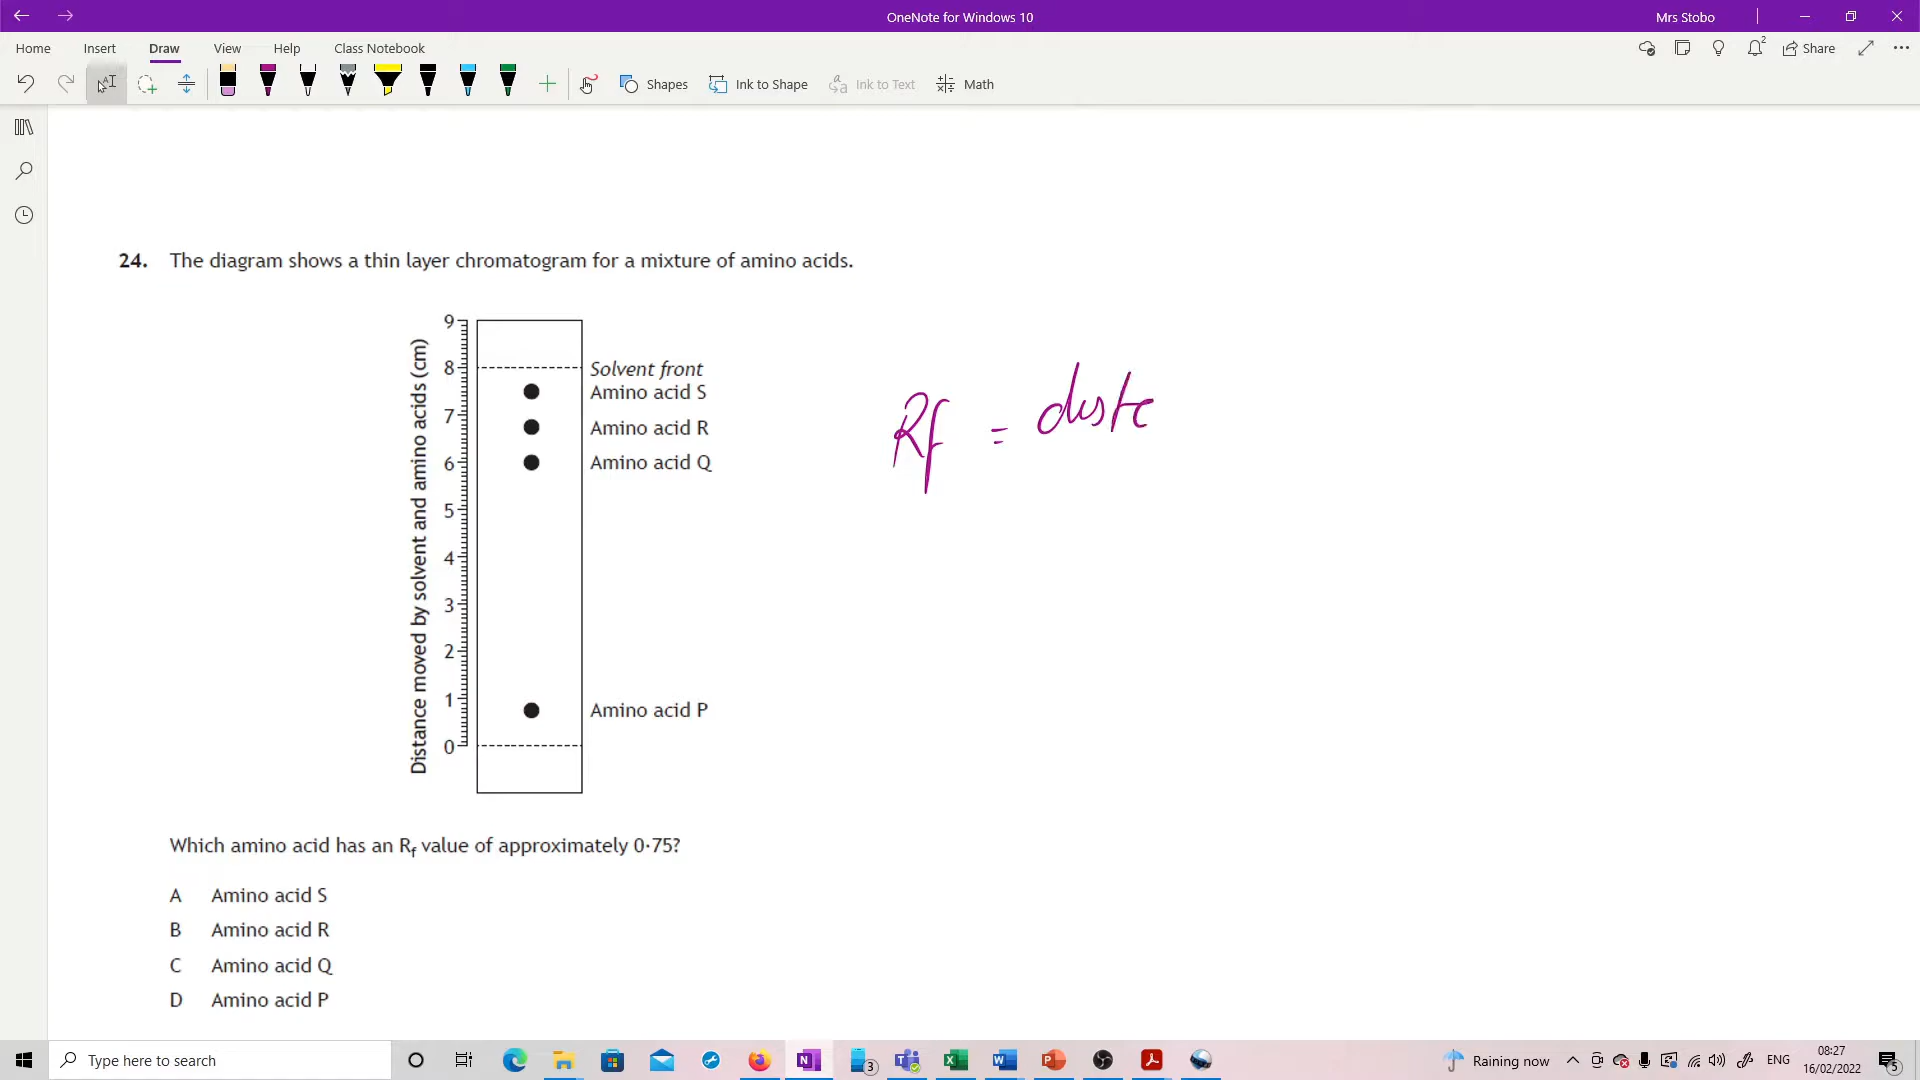 OneNote for Windows 10
Mrs Stobo
Home Insert Draw View Help Class Notebook
2
Share
Shapes
Ink to Shape
Ink to Text
Math
24. The diagram shows a thin layer chromatogram for a mixture of amino acids.
Distance moved by solvent and amino acids (cm)
9
8
7
6
5
4
3
2
1
0
Solvent front
Amino acid S
Amino acid R
Amino acid Q
Amino acid P
Rf = diste
Which amino acid has an Rf value of approximately 0·75?
A Amino acid S
B Amino acid R
C Amino acid Q
D Amino acid P
Type here to search
3
Raining now
ENG
08:27
16/02/2022
5